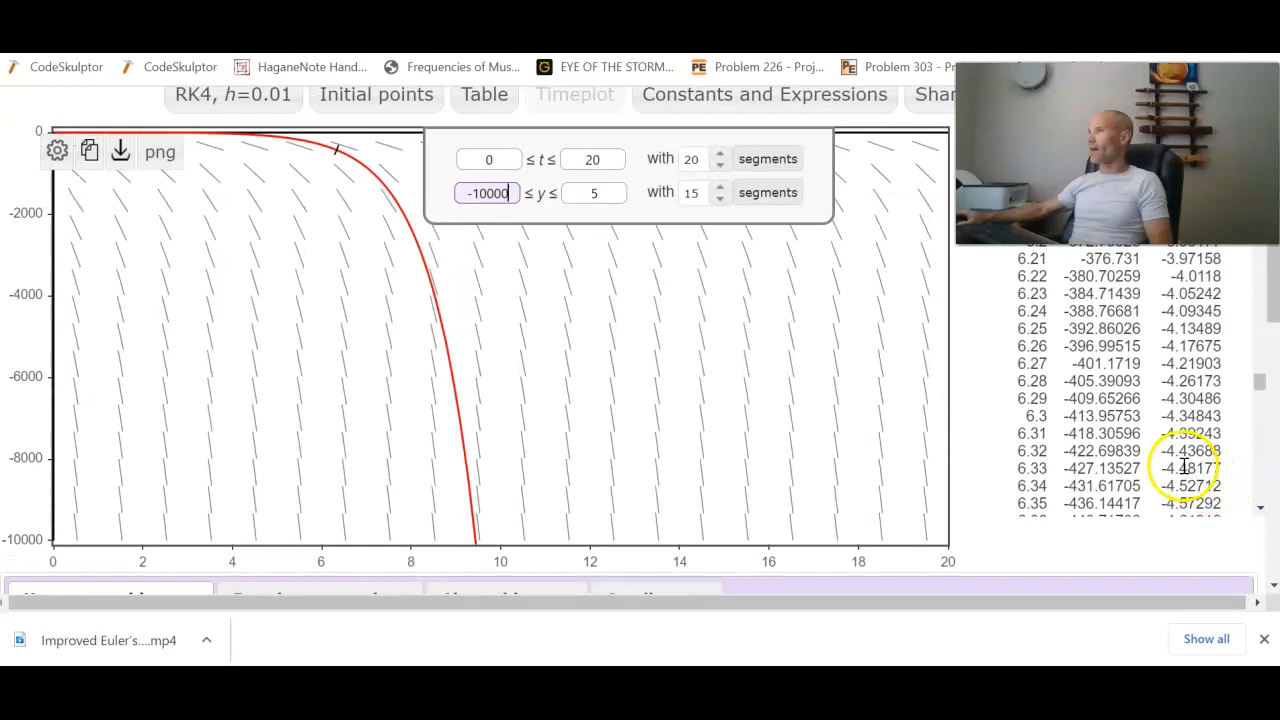 CodeSkulptor CodeSkulptor HaganeNote Hand... Frequencies of Mus... EYE OF THE STORM... Problem 226 - Proj... Problem 303 - P
RK4, h=0.01 Initial points Table Timeplot Constants and Expressions Shar
png
0 ≤ t ≤ 20 with 20 segments
-10000 ≤ y ≤ 5 with 15 segments
0
-2000
-4000
-6000
-8000
-10000
0 2 4 6 8 10 12 14 16 18 20
6.21 -376.731 -3.97158
6.22 -380.70259 -4.0118
6.23 -384.71439 -4.05242
6.24 -388.76681 -4.09345
6.25 -392.86026 -4.13489
6.26 -396.99515 -4.17675
6.27 -401.1719 -4.21903
6.28 -405.39093 -4.26173
6.29 -409.65266 -4.30486
6.3 -413.95753 -4.34843
6.31 -418.30596 -4.39243
6.32 -422.69839 -4.43688
6.33 -427.13527 -4.48177
6.34 -431.61705 -4.52712
6.35 -436.14417 -4.57292
Improved Euler's....mp4 Show all